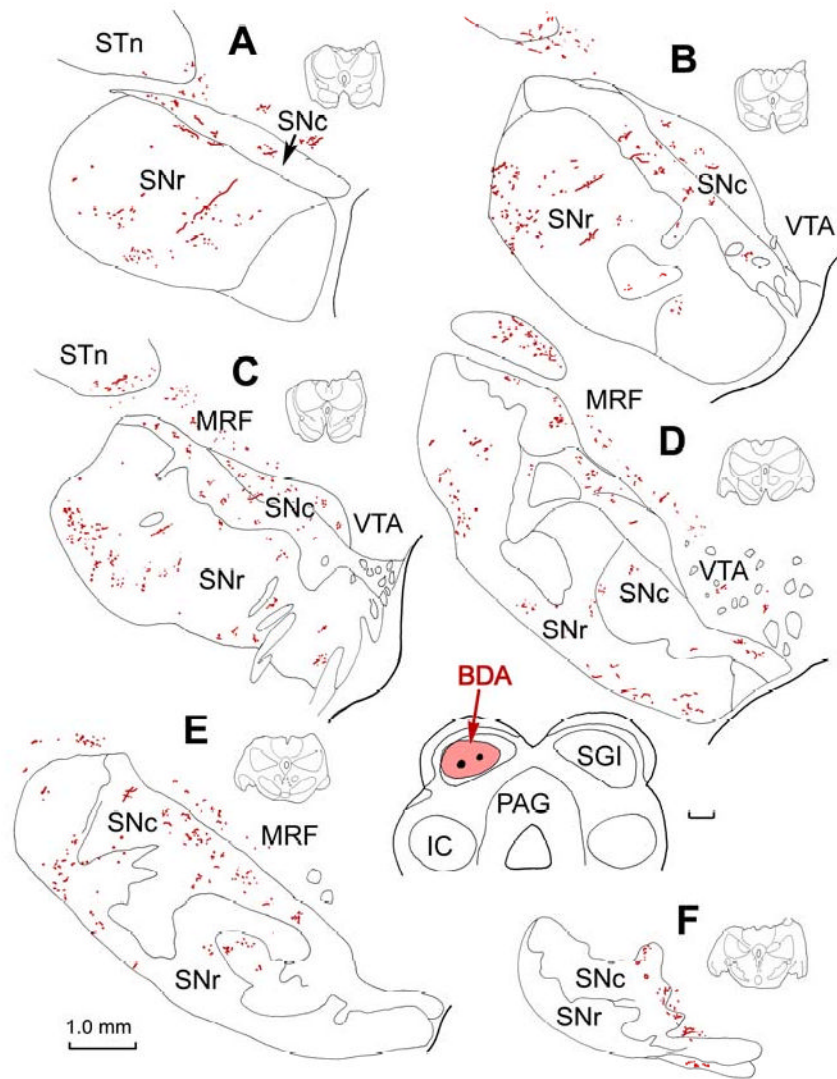 STn
A
SNc
SNr
B
SNc
SNr
VTA
STn
C
MRF
SNc
VTA
SNr
MRF
D
VTA
SNc
SNr
BDA
SGI
PAG
IC
E
SNc
MRF
SNr
1.0 mm
F
SNc
SNr